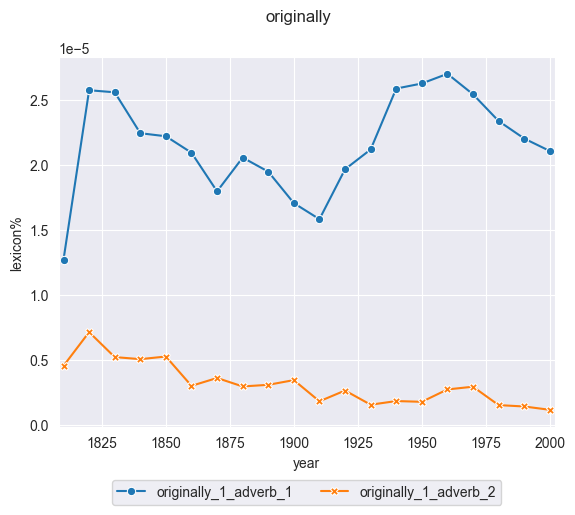 originally
1e−5
2.5
2.0
1.5
1.0
0.5
0.0
lexicon%
1825 1850 1875 1900 1925 1950 1975 2000
year
originally_1_adverb_1 originally_1_adverb_2